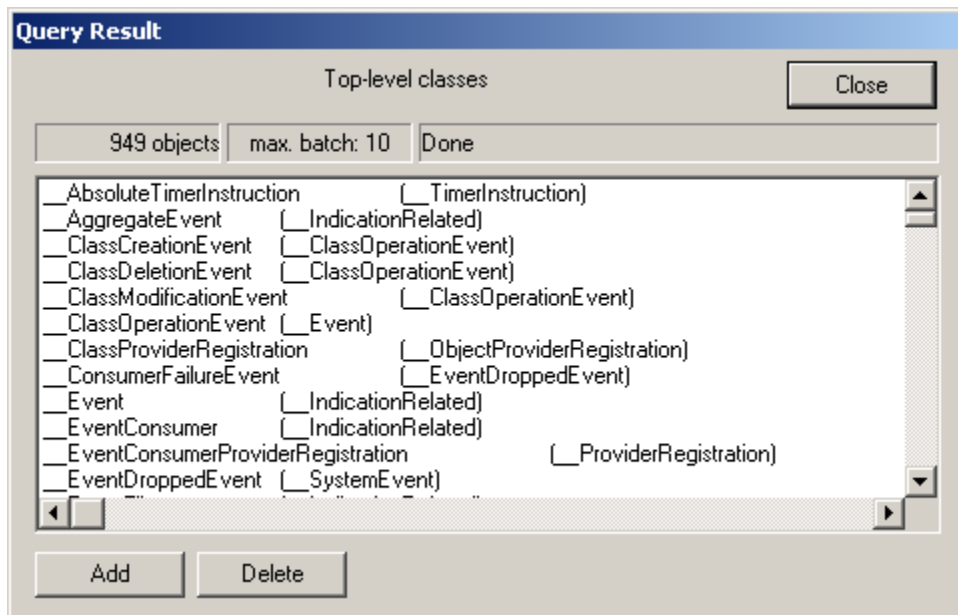 Query Result
Top-level classes
Close
949 objects max. batch: 10 Done
__AbsoluteTimerInstruction (__TimerInstruction)
__AggregateEvent (__IndicationRelated)
__ClassCreationEvent (__ClassOperationEvent)
__ClassDeletionEvent (__ClassOperationEvent)
__ClassModificationEvent (__ClassOperationEvent)
__ClassOperationEvent (__Event)
__ClassProviderRegistration (__ObjectProviderRegistration)
__ConsumerFailureEvent (__EventDroppedEvent)
__Event (__IndicationRelated)
__EventConsumer (__IndicationRelated)
__EventConsumerProviderRegistration (__ProviderRegistration)
__EventDroppedEvent (__SystemEvent)
Add Delete